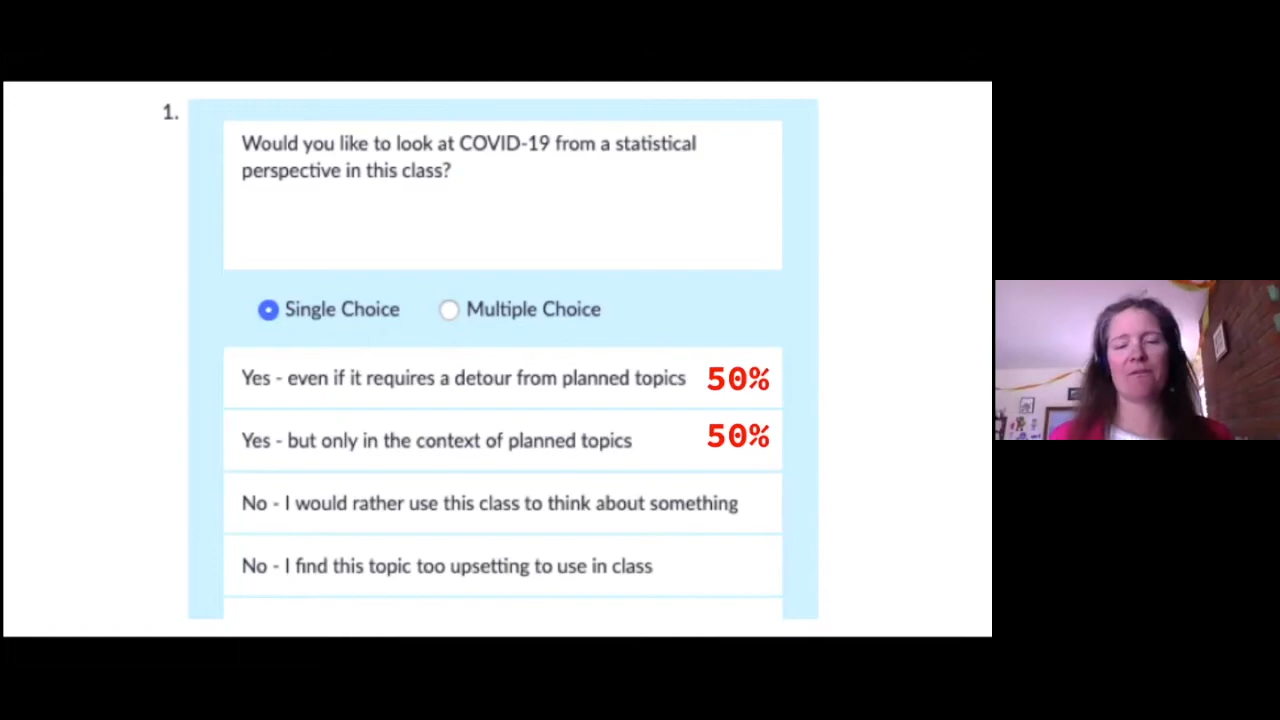 1.
Would you like to look at COVID-19 from a statistical
perspective in this class?
Single Choice
Multiple Choice
Yes - even if it requires a detour from planned topics 50%
Yes - but only in the context of planned topics 50%
No - I would rather use this class to think about something
No - I find this topic too upsetting to use in class